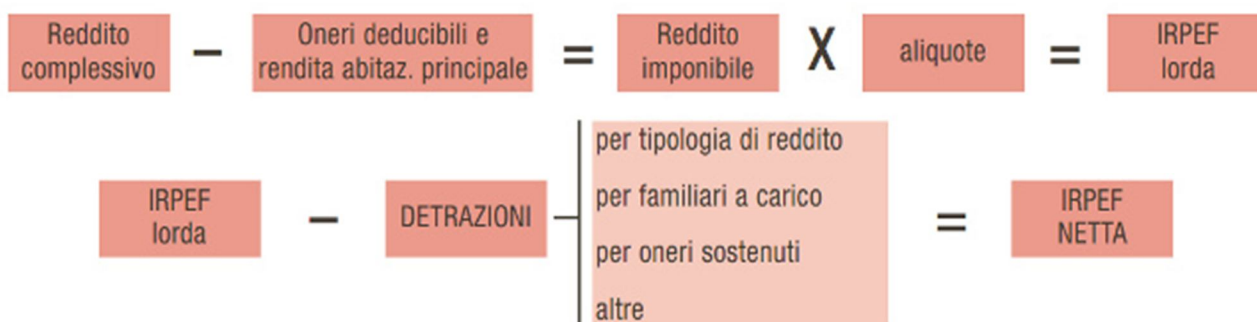 Reddito complessivo − Oneri deducibili e rendita abitaz. principale = Reddito imponibile X aliquote = IRPEF lorda
IRPEF lorda − DETRAZIONI
per tipologia di reddito
per familiari a carico
per oneri sostenuti
altre
= IRPEF NETTA